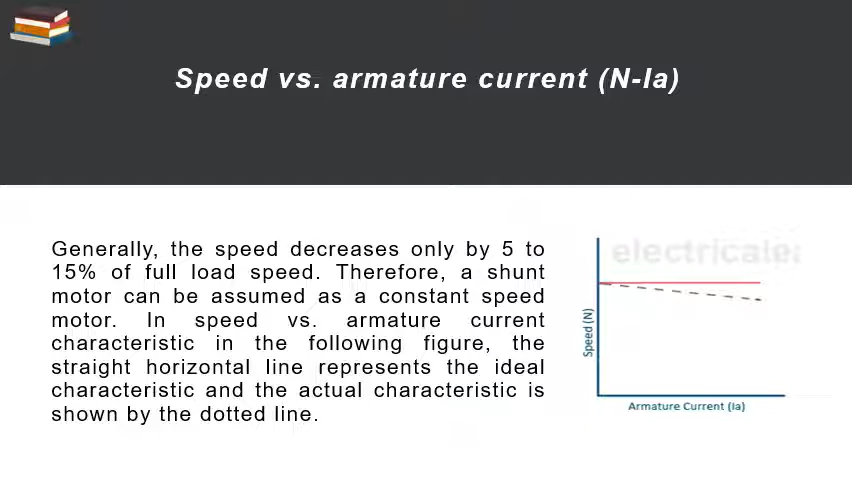 Speed vs. armature current (N-Ia)
Generally, the speed decreases only by 5 to
15% of full load speed. Therefore, a shunt
motor can be assumed as a constant speed
motor. In speed vs. armature current
characteristic in the following figure, the
straight horizontal line represents the ideal
characteristic and the actual characteristic is
shown by the dotted line.
Speed (N)
Armature Current (Ia)